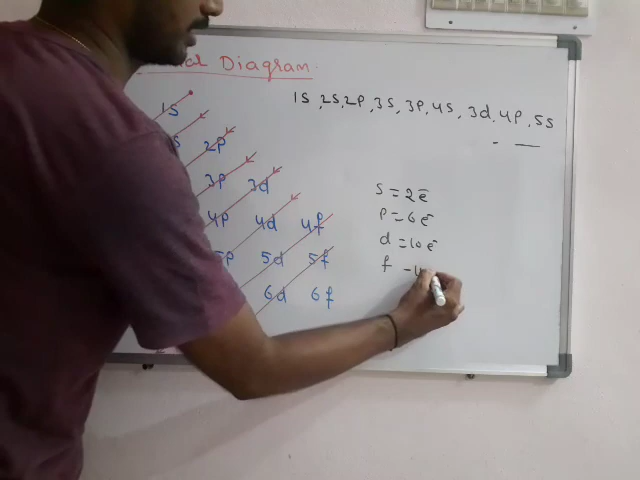 Diagram
1S, 2S, 2P, 3S, 3P, 4S, 3d, 4P, 5S
- —
1S
S 2P
3P 3d
4P 4d 4f
5P 5d 5f
6d 6f
S = 2e⁻
P = 6e⁻
d = 10e⁻
f -